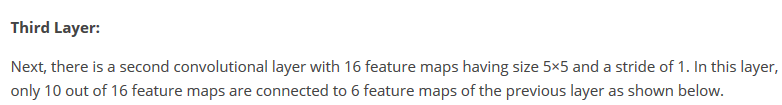 Third Layer:
Next, there is a second convolutional layer with 16 feature maps having size 5×5 and a stride of 1. In this layer,
only 10 out of 16 feature maps are connected to 6 feature maps of the previous layer as shown below.